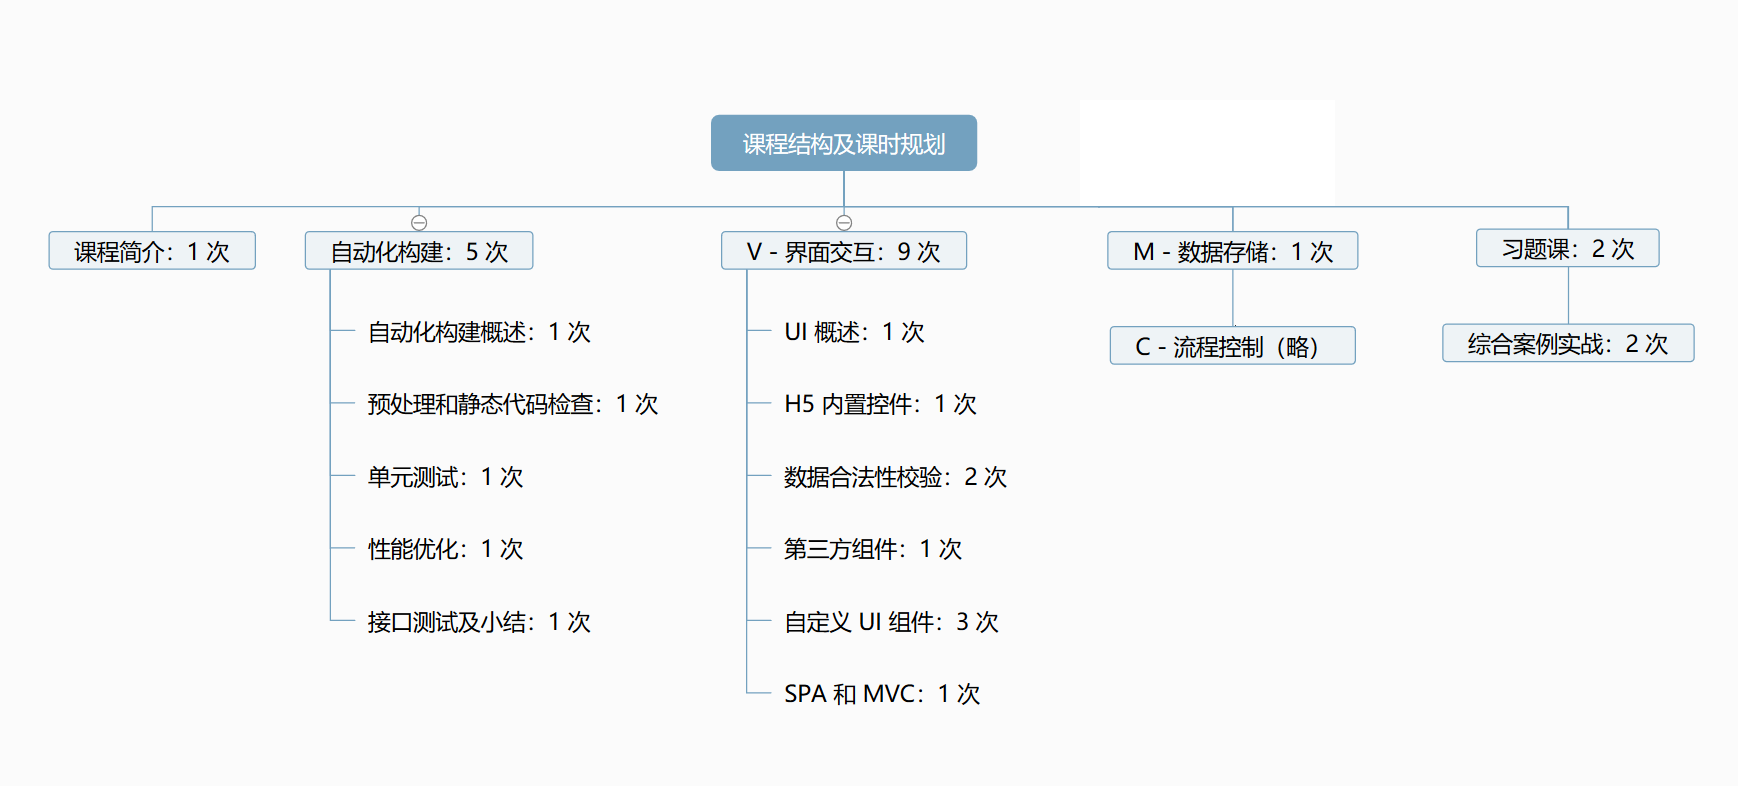 课程结构及课时规划
课程简介：1 次
自动化构建：5 次
自动化构建概述：1 次
预处理和静态代码检查：1 次
单元测试：1 次
性能优化：1 次
接口测试及小结：1 次
V - 界面交互：9 次
UI 概述：1 次
H5 内置控件：1 次
数据合法性校验：2 次
第三方组件：1 次
自定义 UI 组件：3 次
SPA 和 MVC：1 次
M - 数据存储：1 次
C - 流程控制（略）
习题课：2 次
综合案例实战：2 次